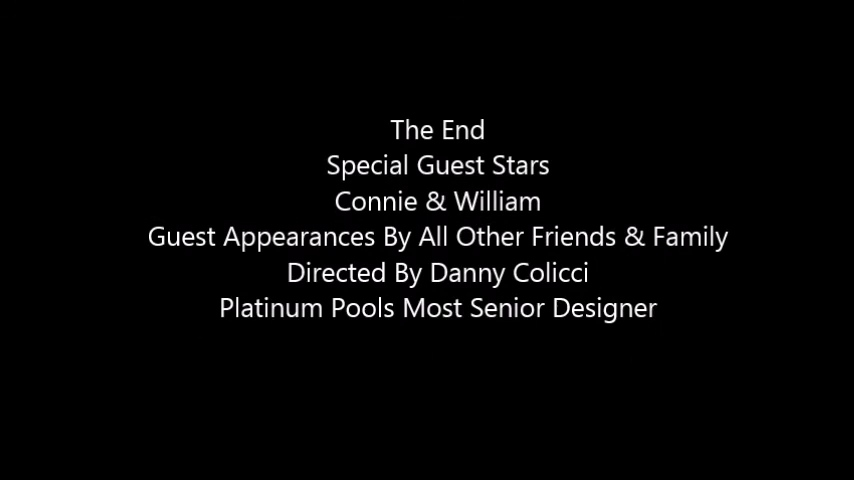 The End
Special Guest Stars
Connie & William
Guest Appearances By All Other Friends & Family
Directed By Danny Colicci
Platinum Pools Most Senior Designer